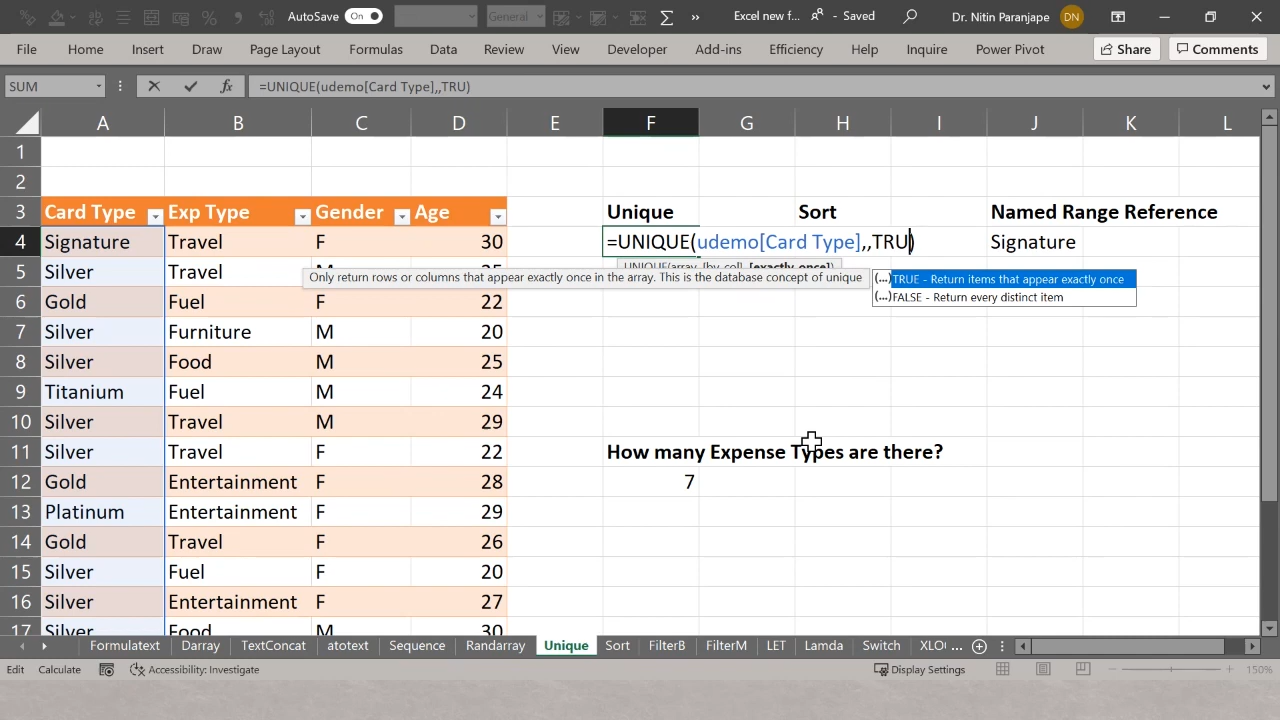 AutoSave On General Excel new f... Saved Dr. Nitin Paranjape DN
File Home Insert Draw Page Layout Formulas Data Review View Developer Add-ins Efficiency Help Inquire Power Pivot Share Comments
SUM fx =UNIQUE(udemo[Card Type],,TRU)
A B C D E F G H I J K L
1
2
3 Card Type Exp Type Gender Age Unique Sort Named Range Reference
4 Signature Travel F 30 =UNIQUE(udemo[Card Type],,TRU) Signature
UNIQUE(array, [by_col], [exactly_once])
5 Silver Travel 25
Only return rows or columns that appear exactly once in the array. This is the database concept of unique
(...) TRUE - Return items that appear exactly once
(...) FALSE - Return every distinct item
6 Gold Fuel F 22
7 Silver Furniture M 20
8 Silver Food M 25
9 Titanium Fuel M 24
10 Silver Travel M 29
11 Silver Travel F 22 How many Expense Types are there?
12 Gold Entertainment F 28 7
13 Platinum Entertainment F 29
14 Gold Travel F 26
15 Silver Fuel F 20
16 Silver Entertainment F 27
17 Silver Food M 30
Formulatext Darray TextConcat atotext Sequence Randarray Unique Sort FilterB FilterM LET Lamda Switch XLO ...
Edit Calculate Accessibility: Investigate Display Settings 150%